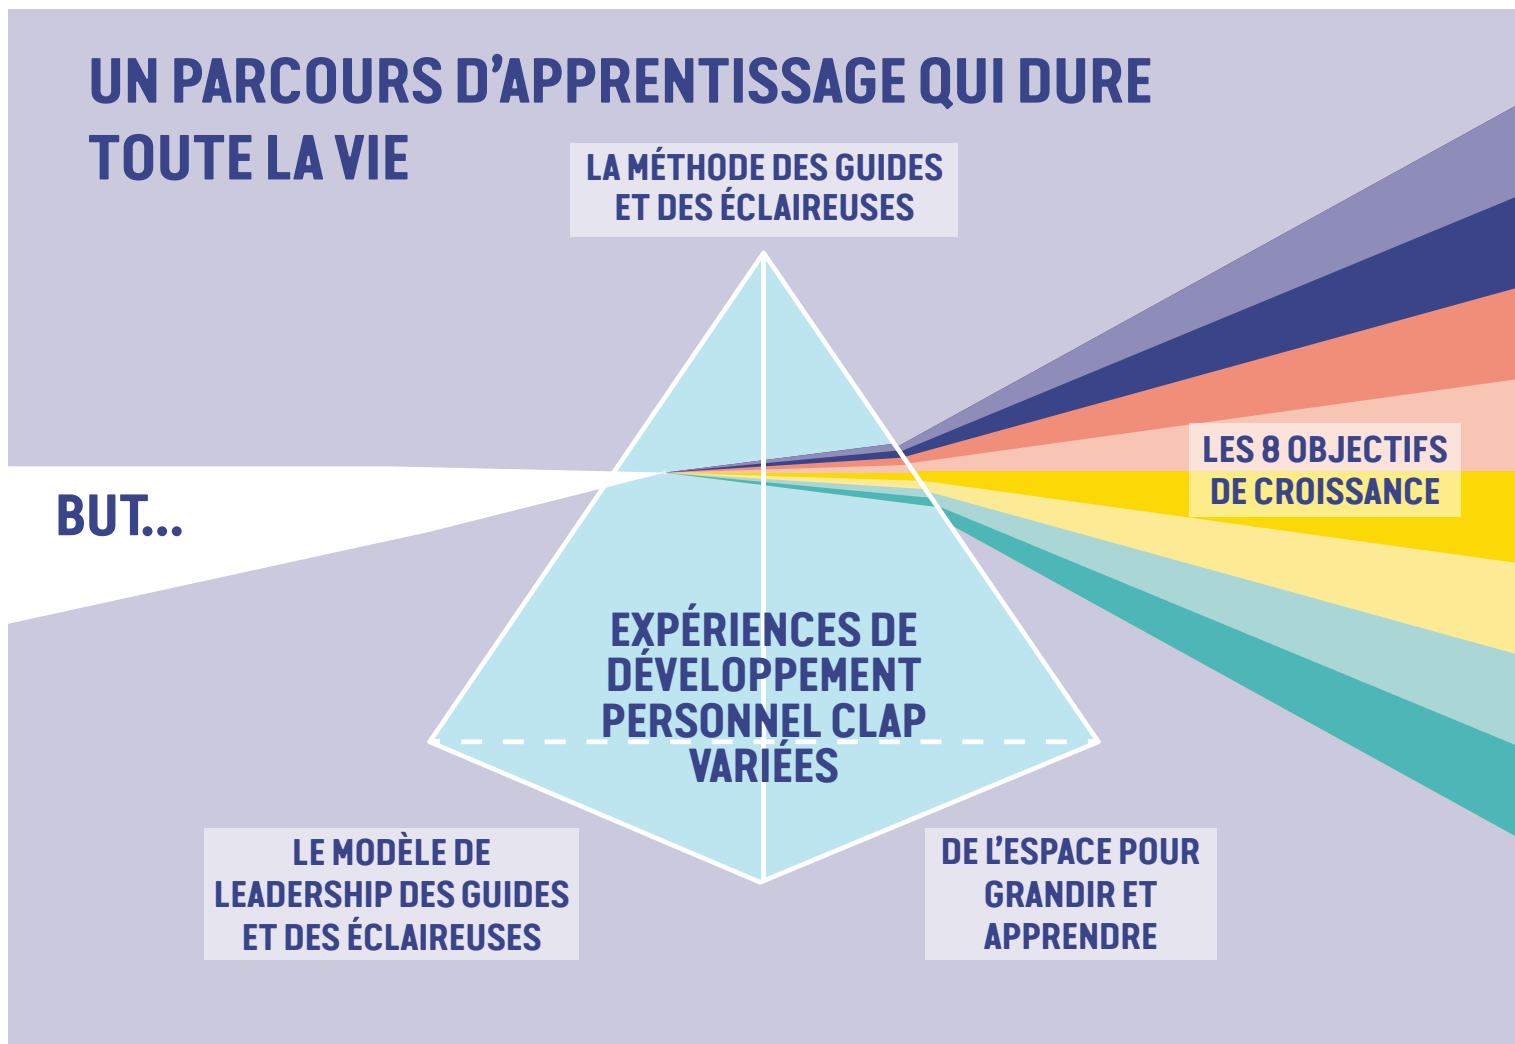 UN PARCOURS D'APPRENTISSAGE QUI DURE
TOUTE LA VIE
LA MÉTHODE DES GUIDES
ET DES ÉCLAIREUSES
BUT...
LES 8 OBJECTIFS
DE CROISSANCE
EXPÉRIENCES DE
DÉVELOPPEMENT
PERSONNEL CLAP
VARIÉES
LE MODÈLE DE
LEADERSHIP DES GUIDES
ET DES ÉCLAIREUSES
DE L'ESPACE POUR
GRANDIR ET
APPRENDRE